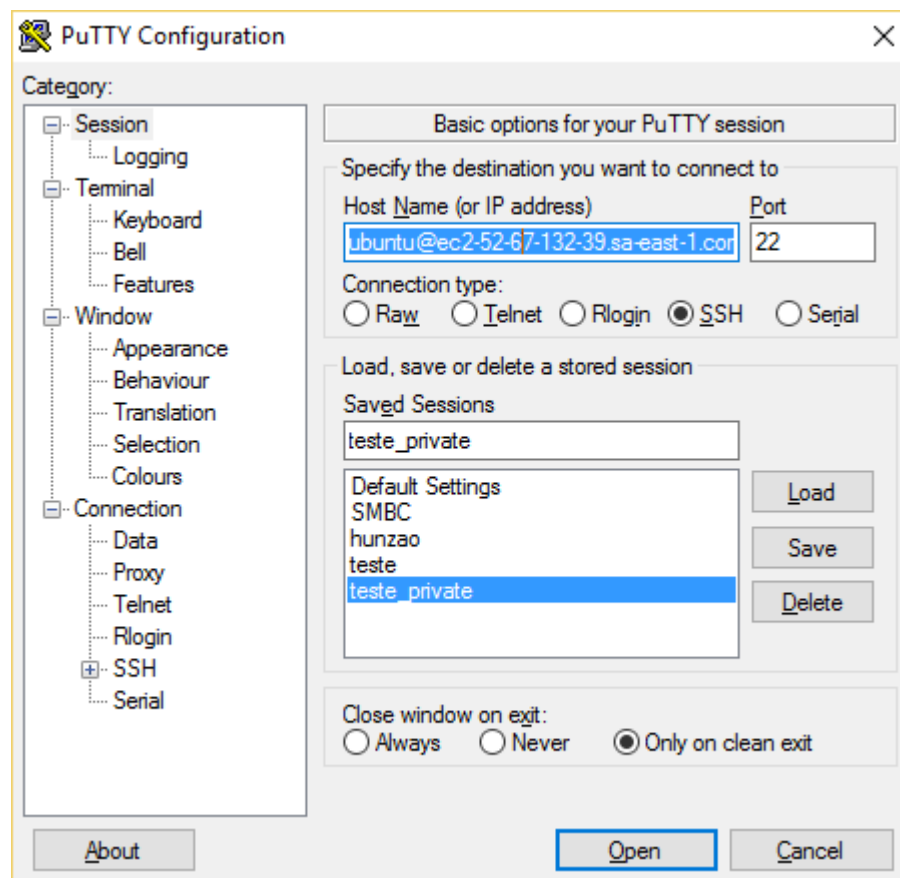 PuTTY Configuration
Category:
Session
Logging
Terminal
Keyboard
Bell
Features
Window
Appearance
Behaviour
Translation
Selection
Colours
Connection
Data
Proxy
Telnet
Rlogin
SSH
Serial
Basic options for your PuTTY session
Specify the destination you want to connect to
Host Name (or IP address) Port
ubuntu@ec2-52-67-132-39.sa-east-1.cor 22
Connection type:
Raw Telnet Rlogin SSH Serial
Load, save or delete a stored session
Saved Sessions
teste_private
Default Settings
SMBC
hunzao
teste
teste_private
Load
Save
Delete
Close window on exit:
Always Never Only on clean exit
About Open Cancel